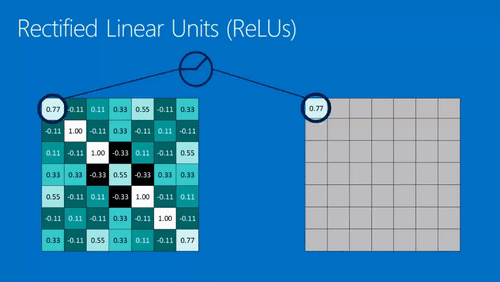 Rectified Linear Units (ReLUs)
0.77 -0.11 0.11 0.33 0.55 -0.11 0.33
-0.11 1.00 -0.11 0.33 -0.11 0.11 -0.11
0.11 -0.11 1.00 -0.33 0.11 -0.11 0.55
0.33 0.33 -0.33 0.55 -0.33 0.33 0.33
0.55 -0.11 0.11 -0.33 1.00 -0.11 0.11
-0.11 0.11 -0.11 0.33 -0.11 1.00 -0.11
0.33 -0.11 0.55 0.33 0.11 -0.11 0.77
0.77